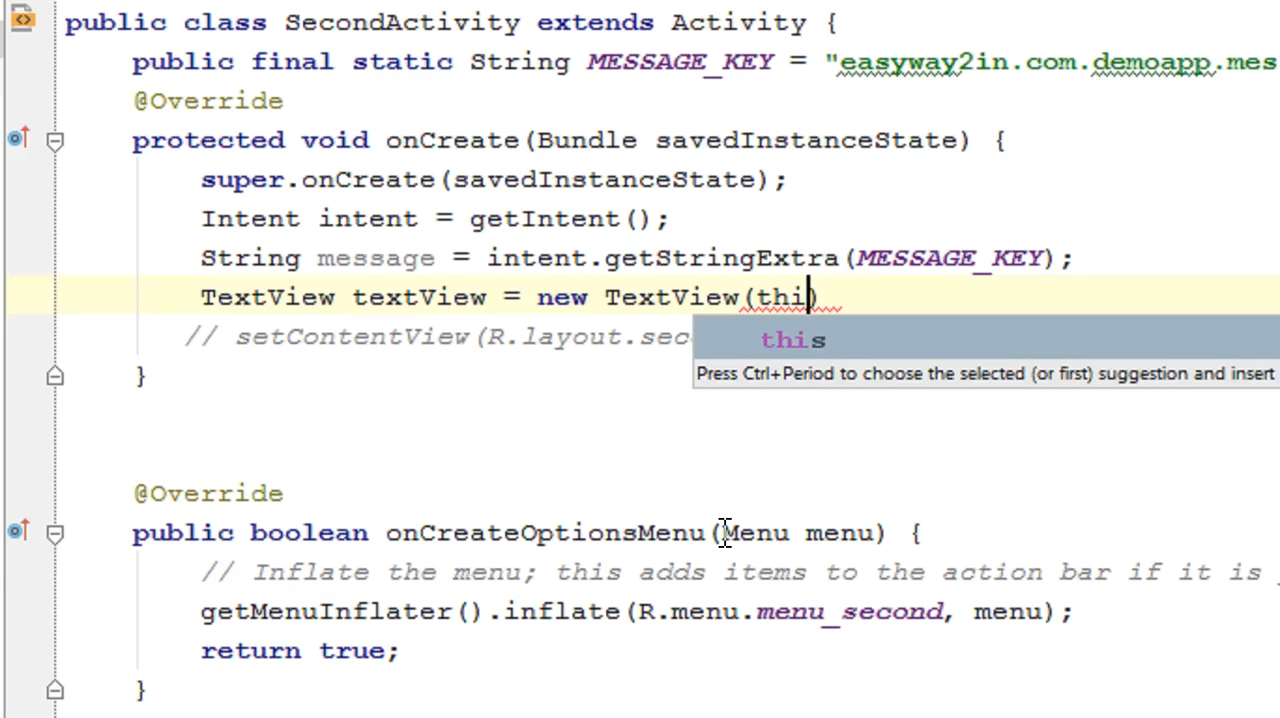 public class SecondActivity extends Activity {
public final static String MESSAGE_KEY = "easyway2in.com.demoapp.mes
@Override
protected void onCreate(Bundle savedInstanceState) {
super.onCreate(savedInstanceState);
Intent intent = getIntent();
String message = intent.getStringExtra(MESSAGE_KEY);
TextView textView = new TextView(thi)
// setContentView(R.layout.sec
this
Press Ctrl+Period to choose the selected (or first) suggestion and insert
}
@Override
public boolean onCreateOptionsMenu(Menu menu) {
// Inflate the menu; this adds items to the action bar if it is
getMenuInflater().inflate(R.menu.menu_second, menu);
return true;
}